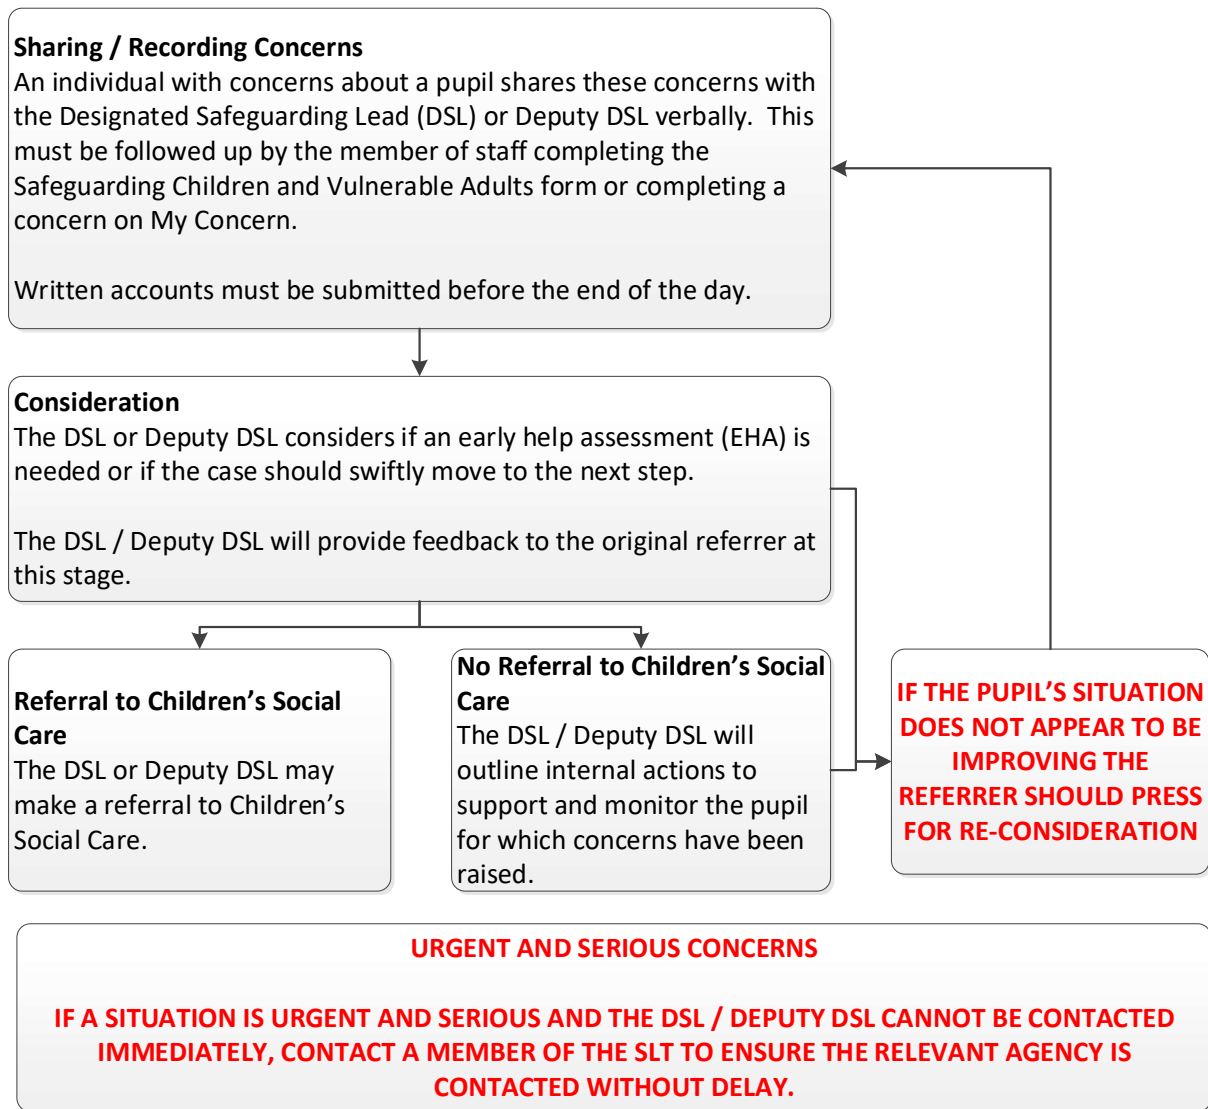 Sharing / Recording Concerns
An individual with concerns about a pupil shares these concerns with
the Designated Safeguarding Lead (DSL) or Deputy DSL verbally.  This
must be followed up by the member of staff completing the
Safeguarding Children and Vulnerable Adults form or completing a
concern on My Concern.
Written accounts must be submitted before the end of the day.
Consideration
The DSL or Deputy DSL considers if an early help assessment (EHA) is
needed or if the case should swiftly move to the next step.
The DSL / Deputy DSL will provide feedback to the original referrer at
this stage.
Referral to Children’s Social
Care
The DSL or Deputy DSL may
make a referral to Children’s
Social Care.
No Referral to Children’s Social
Care
The DSL / Deputy DSL will
outline internal actions to
support and monitor the pupil
for which concerns have been
raised.
IF THE PUPIL’S SITUATION
DOES NOT APPEAR TO BE
IMPROVING THE
REFERRER SHOULD PRESS
FOR RE-CONSIDERATION
URGENT AND SERIOUS CONCERNS
IF A SITUATION IS URGENT AND SERIOUS AND THE DSL / DEPUTY DSL CANNOT BE CONTACTED
IMMEDIATELY, CONTACT A MEMBER OF THE SLT TO ENSURE THE RELEVANT AGENCY IS
CONTACTED WITHOUT DELAY.